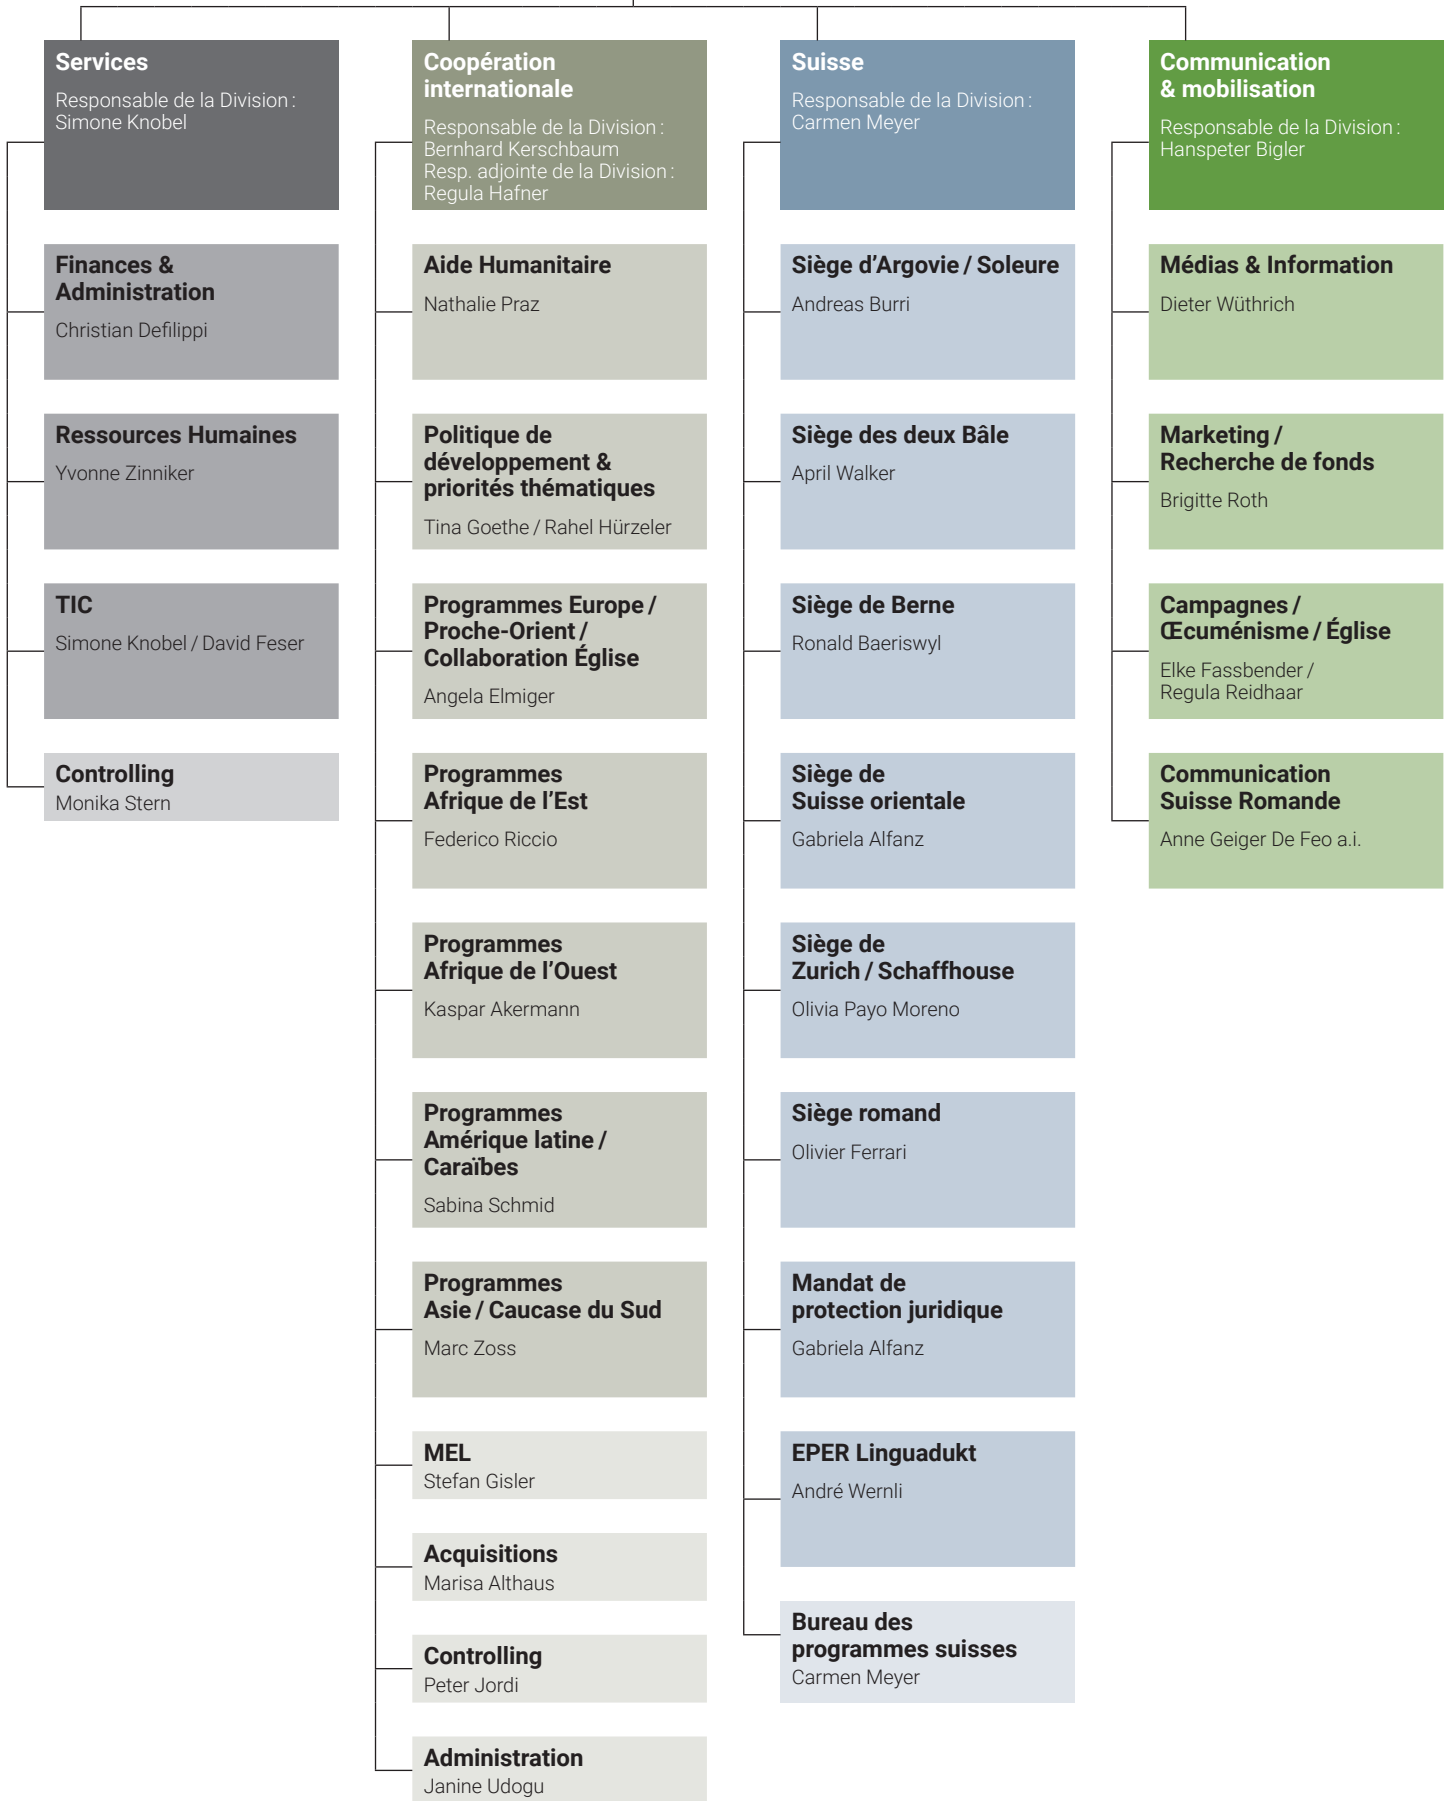 Services
Responsable de la Division :
Simone Knobel
Finances &
Administration
Christian Defilippi
Ressources Humaines
Yvonne Zinniker
TIC
Simone Knobel / David Feser
Controlling
Monika Stern
Coopération
internationale
Responsable de la Division :
Bernhard Kerschbaum
Resp. adjointe de la Division :
Regula Hafner
Aide Humanitaire
Nathalie Praz
Politique de
développement &
priorités thématiques
Tina Goethe / Rahel Hürzeler
Programmes Europe /
Proche-Orient /
Collaboration Église
Angela Elmiger
Programmes
Afrique de l’Est
Federico Riccio
Programmes
Afrique de l’Ouest
Kaspar Akermann
Programmes
Amérique latine /
Caraïbes
Sabina Schmid
Programmes
Asie / Caucase du Sud
Marc Zoss
MEL
Stefan Gisler
Acquisitions
Marisa Althaus
Controlling
Peter Jordi
Administration
Janine Udogu
Suisse
Responsable de la Division :
Carmen Meyer
Siège d'Argovie / Soleure
Andreas Burri
Siège des deux Bâle
April Walker
Siège de Berne
Ronald Baeriswyl
Siège de
Suisse orientale
Gabriela Alfanz
Siège de
Zurich / Schaffhouse
Olivia Payo Moreno
Siège romand
Olivier Ferrari
Mandat de
protection juridique
Gabriela Alfanz
EPER Linguadukt
André Wernli
Bureau des
programmes suisses
Carmen Meyer
Communication
& mobilisation
Responsable de la Division :
Hanspeter Bigler
Médias & Information
Dieter Wüthrich
Marketing /
Recherche de fonds
Brigitte Roth
Campagnes /
Œcuménisme / Église
Elke Fassbender /
Regula Reidhaar
Communication
Suisse Romande
Anne Geiger De Feo a.i.